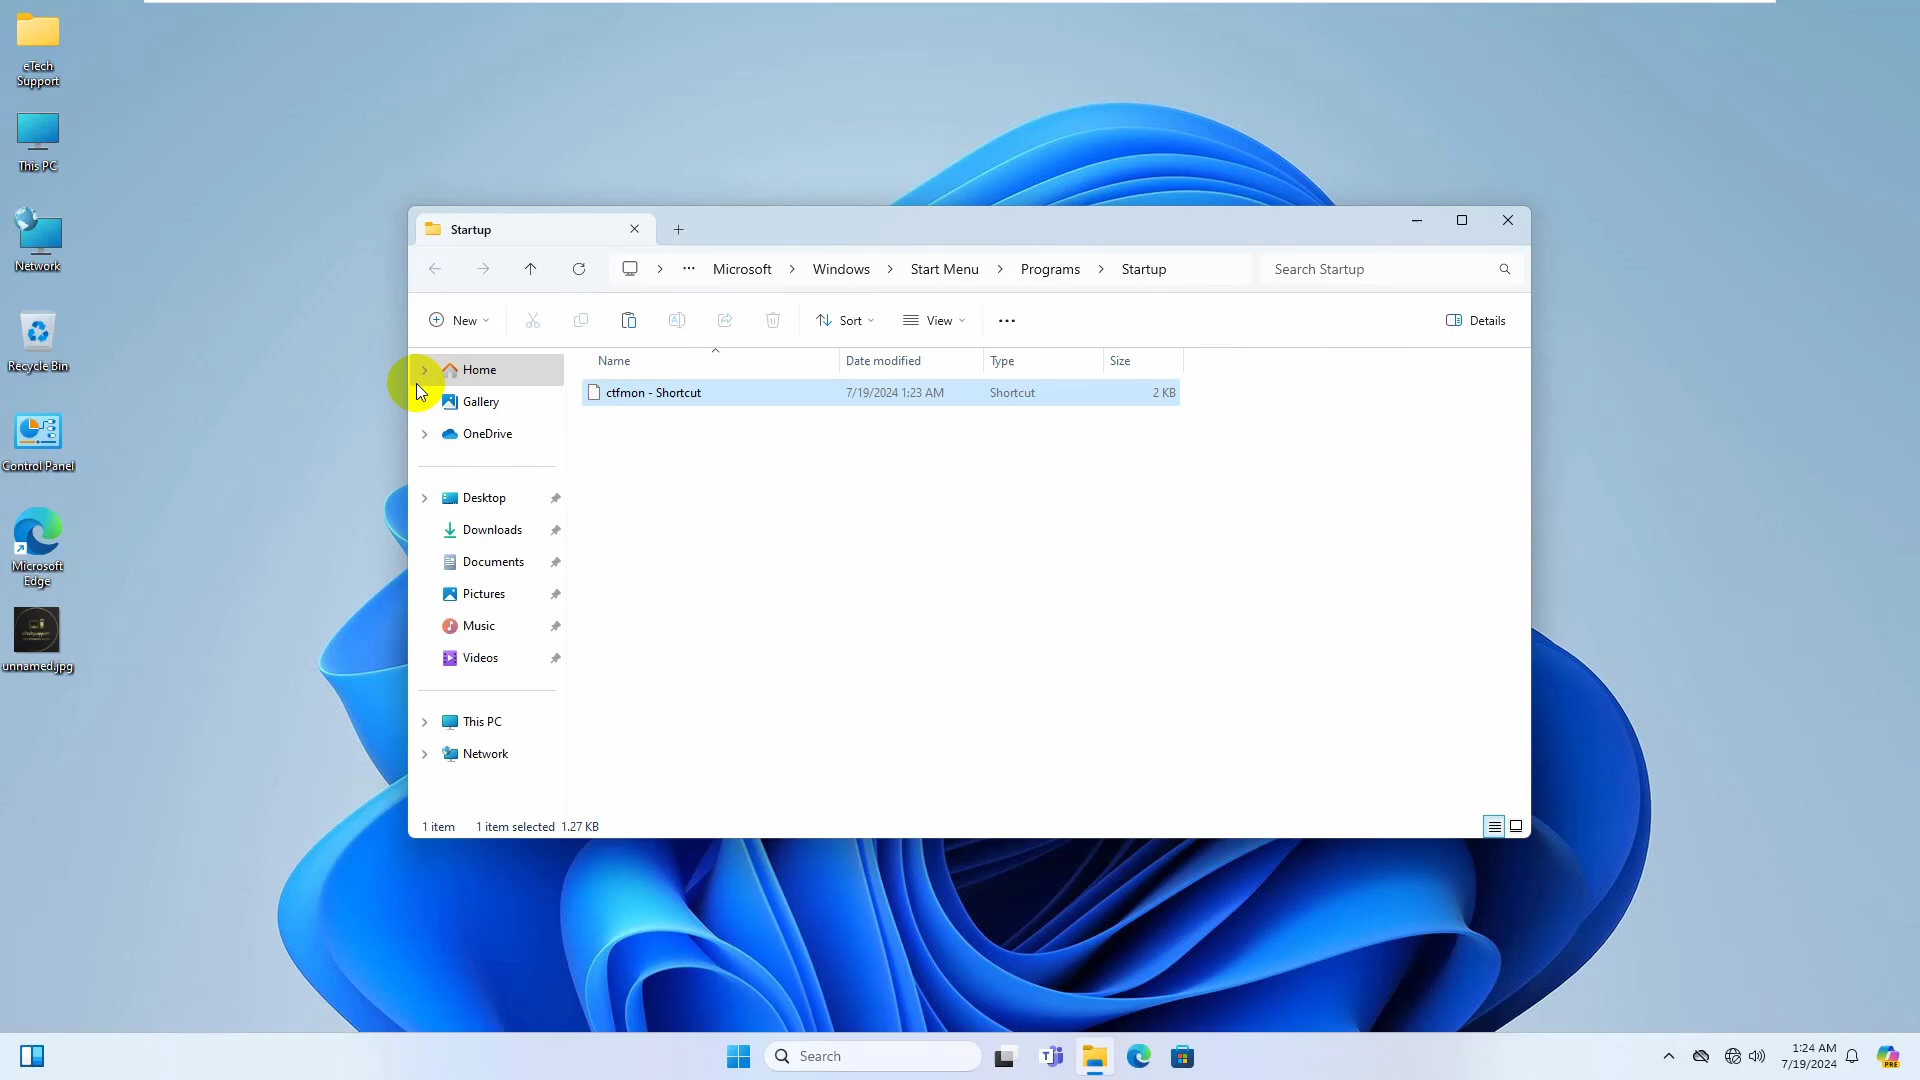 eTech
Support
This PC
Network
Recycle Bin
Control Panel
Microsoft
Edge
unnamed.jpg
Startup
Microsoft
Windows
Start Menu
Programs
Startup
Search Startup
New
Sort
View
Details
Home
Gallery
OneDrive
Desktop
Downloads
Documents
Pictures
Music
Videos
This PC
Network
Name
Date modified
Type
Size
ctfmon - Shortcut
7/19/2024 1:23 AM
Shortcut
2 KB
1 item
1 item selected 1.27 KB
Search
1:24 AM
7/19/2024
PRE